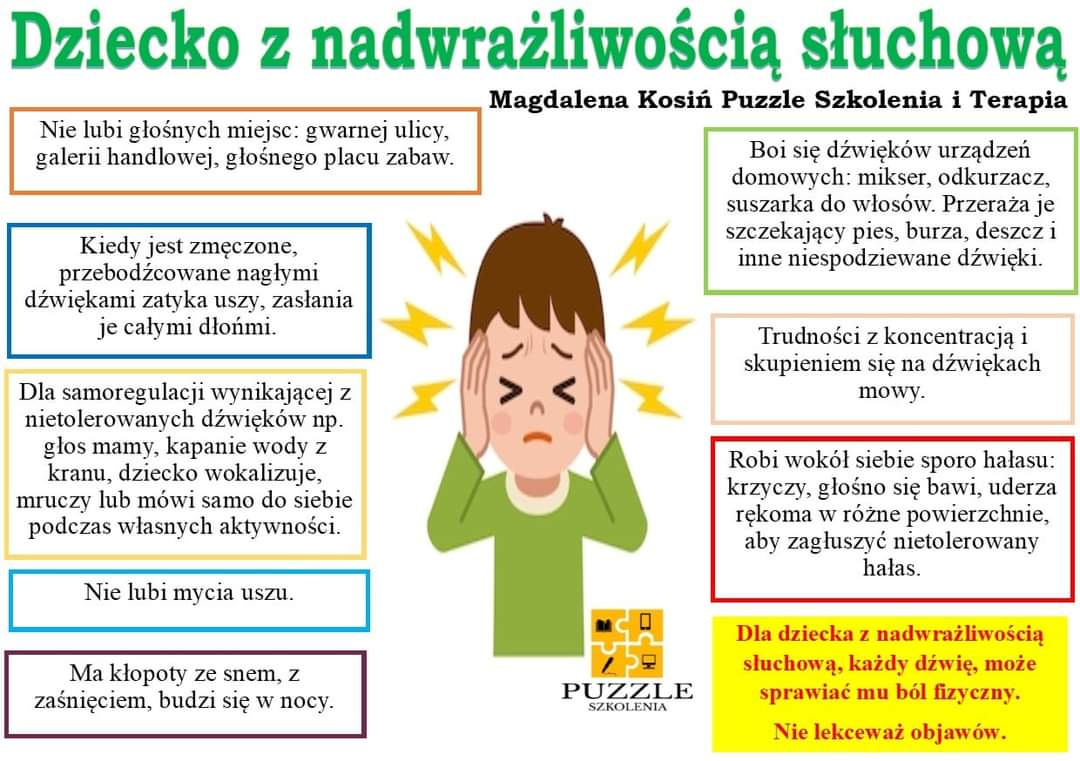 Dziecko z nadwrażliwością słuchową
Magdalena Kosiń Puzzle Szkolenia i Terapia
Nie lubi głośnych miejsc: gwarnej ulicy,
galerii handlowej, głośnego placu zabaw.
Kiedy jest zmęczone,
przebodźcowane nagłymi
dźwiękami zatyka uszy, zasłania
je całymi dłońmi.
Dla samoregulacji wynikającej z
nietolerowanych dźwięków np.
głos mamy, kapanie wody z
kranu, dziecko wokalizuje,
mruczy lub mówi samo do siebie
podczas własnych aktywności.
Nie lubi mycia uszu.
Ma kłopoty ze snem, z
zaśnięciem, budzi się w nocy.
Boi się dźwięków urządzeń
domowych: mikser, odkurzacz,
suszarka do włosów. Przeraża je
szczekający pies, burza, deszcz i
inne niespodziewane dźwięki.
Trudności z koncentracją i
skupieniem się na dźwiękach
mowy.
Robi wokół siebie sporo hałasu:
krzyczy, głośno się bawi, uderza
rękoma w różne powierzchnie,
aby zagłuszyć nietolerowany
hałas.
Dla dziecka z nadwrażliwością
słuchową, każdy dźwię, może
sprawiać mu ból fizyczny.
Nie lekceważ objawów.
PUZZLE
SZKOLENIA